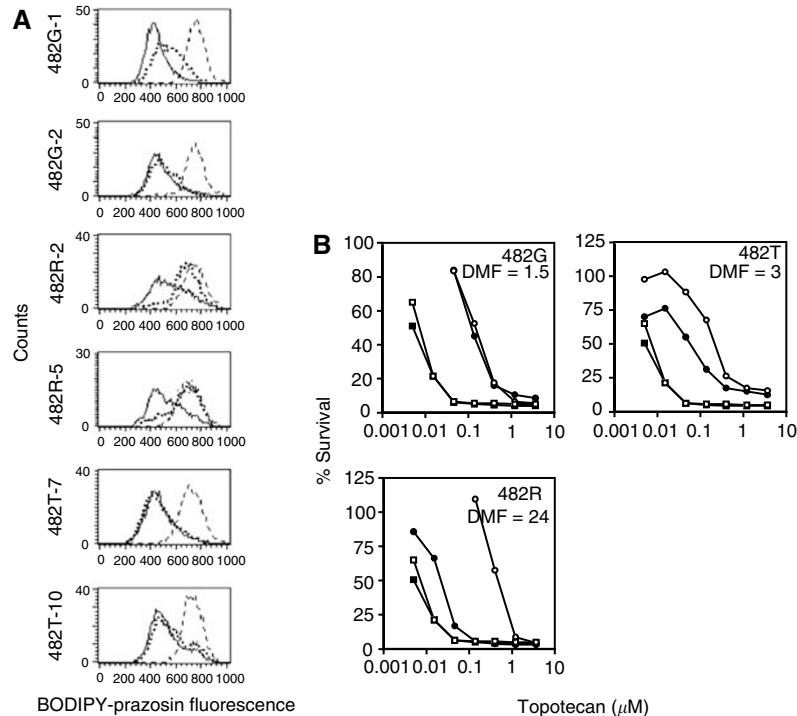 A
482G-1
50
0
0 200 400 600 800 1000
482G-2
50
0
0 200 400 600 800 1000
482R-2
40
20
0
0 200 400 600 800 1000
482R-5
30
0
0 200 400 600 800 1000
482T-7
40
0
0 200 400 600 800 1000
482T-10
40
0
0 200 400 600 800 1000
Counts
BODIPY-prazosin fluorescence
B
482G
DMF = 1.5
100
80
60
40
20
0
0.001 0.01 0.1 1 10
482T
DMF = 3
125
100
75
50
25
0
0.001 0.01 0.1 1 10
482R
DMF = 24
125
100
75
50
25
0
0.001 0.01 0.1 1 10
% Survival
Topotecan (μM)